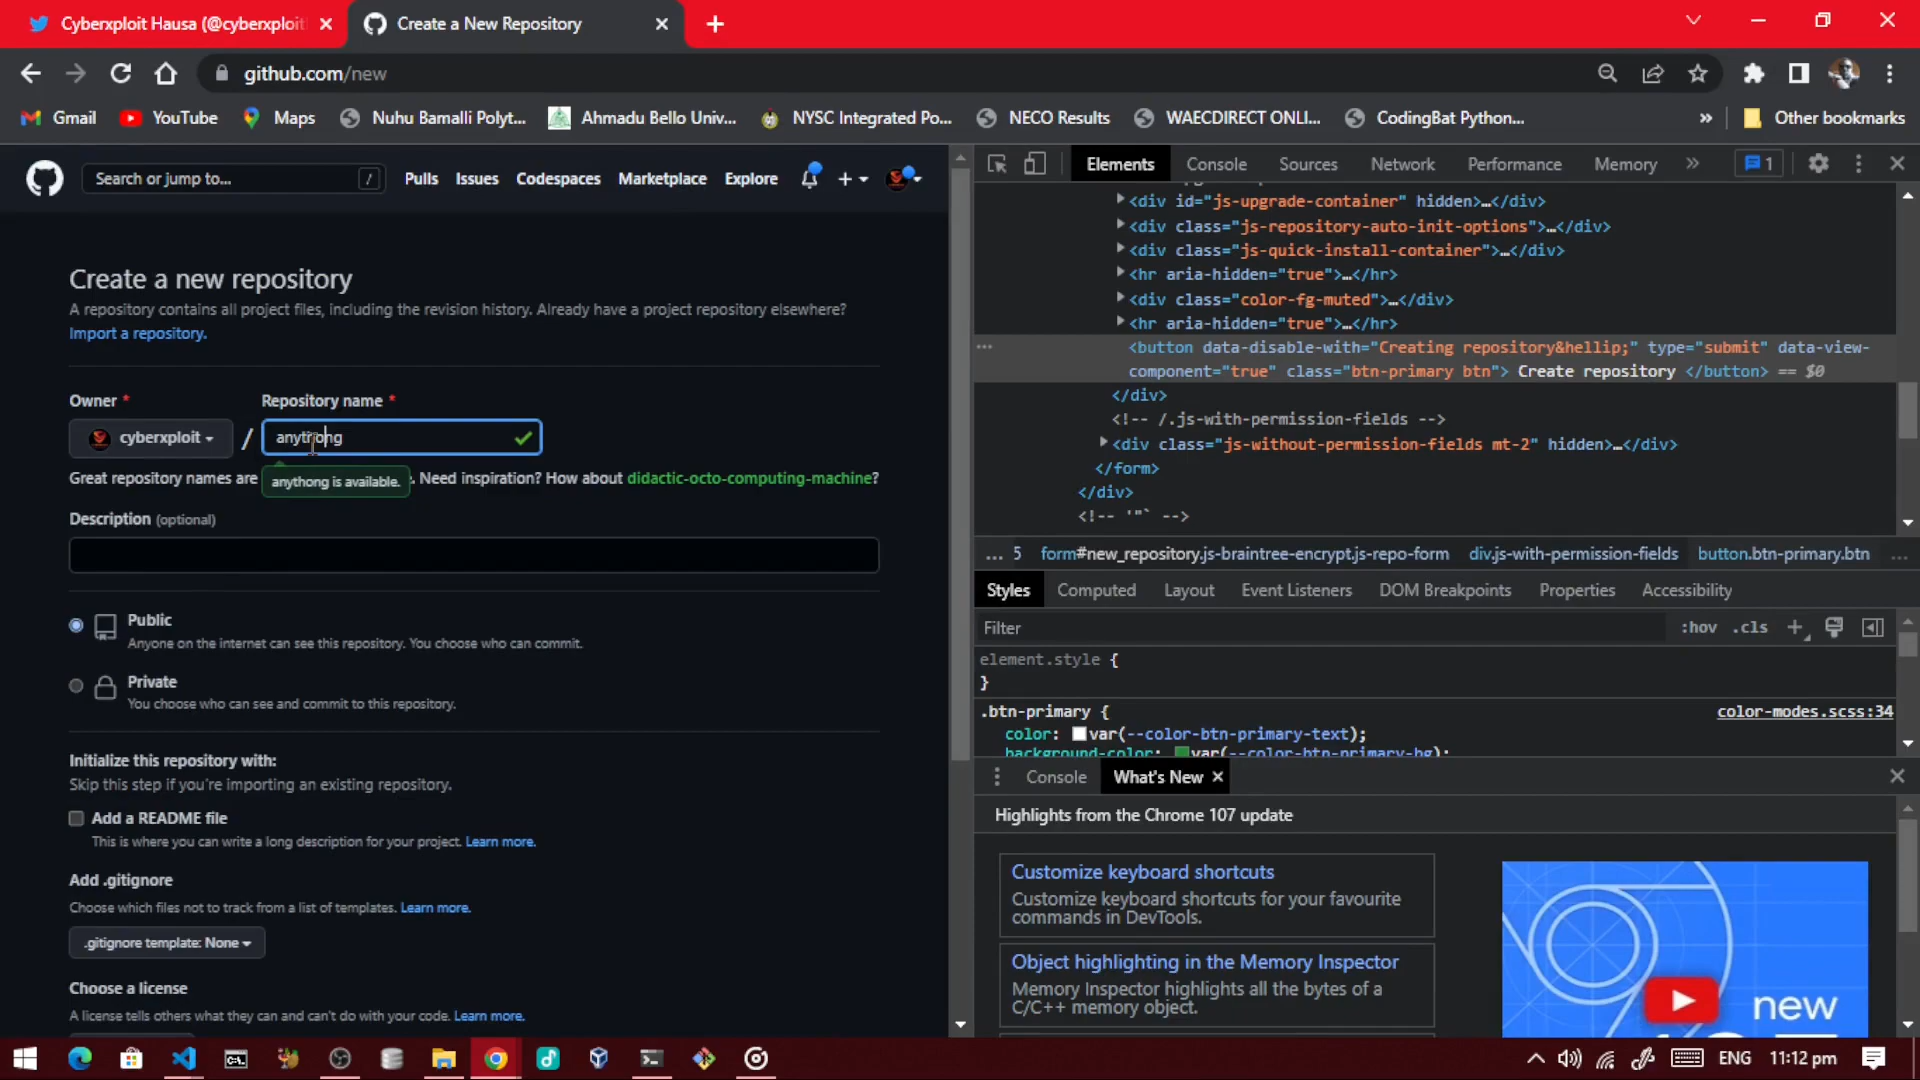 Cyberxploit Hausa (@cyberxploit
Create a New Repository
github.com/new
Gmail
YouTube
Maps
Nuhu Bamalli Polyt...
Ahmadu Bello Univ...
NYSC Integrated Po...
NECO Results
WAECDIRECT ONLI...
CodingBat Python...
»
Other bookmarks
Search or jump to...
/
Pulls
Issues
Codespaces
Marketplace
Explore
Create a new repository
A repository contains all project files, including the revision history. Already have a project repository elsewhere?
Import a repository.
Owner *
Repository name *
cyberxploit
/
Great repository names are
anythong is available.
. Need inspiration? How about didactic-octo-computing-machine?
Description (optional)
Public
Anyone on the internet can see this repository. You choose who can commit.
Private
You choose who can see and commit to this repository.
Initialize this repository with:
Skip this step if you're importing an existing repository.
Add a README file
This is where you can write a long description for your project. Learn more.
Add .gitignore
Choose which files not to track from a list of templates. Learn more.
.gitignore template: None
Choose a license
A license tells others what they can and can't do with your code. Learn more.
Elements
Console
Sources
Network
Performance
Memory
»
1
<div id="js-upgrade-container" hidden>…</div>
<div class="js-repository-auto-init-options">…</div>
<div class="js-quick-install-container">…</div>
<hr aria-hidden="true">…</hr>
<div class="color-fg-muted">…</div>
<hr aria-hidden="true">…</hr>
<button data-disable-with="Creating repository&hellip;" type="submit" data-view-
component="true" class="btn-primary btn"> Create repository </button> == $0
</div>
<!-- /.js-with-permission-fields -->
<div class="js-without-permission-fields mt-2" hidden>…</div>
</form>
</div>
<!-- '"` -->
... 5 form#new_repository.js-braintree-encrypt.js-repo-form div.js-with-permission-fields button.btn-primary.btn ...
Styles
Computed
Layout
Event Listeners
DOM Breakpoints
Properties
Accessibility
Filter
:hov .cls
element.style {
}
.btn-primary {
color-modes.scss:34
color: var(--color-btn-primary-text);
background-color: var(--color-btn-primary-bg);
Console
What's New
Highlights from the Chrome 107 update
Customize keyboard shortcuts
Customize keyboard shortcuts for your favourite
commands in DevTools.
Object highlighting in the Memory Inspector
Memory Inspector highlights all the bytes of a
C/C++ memory object.
new
ENG
11:12 pm